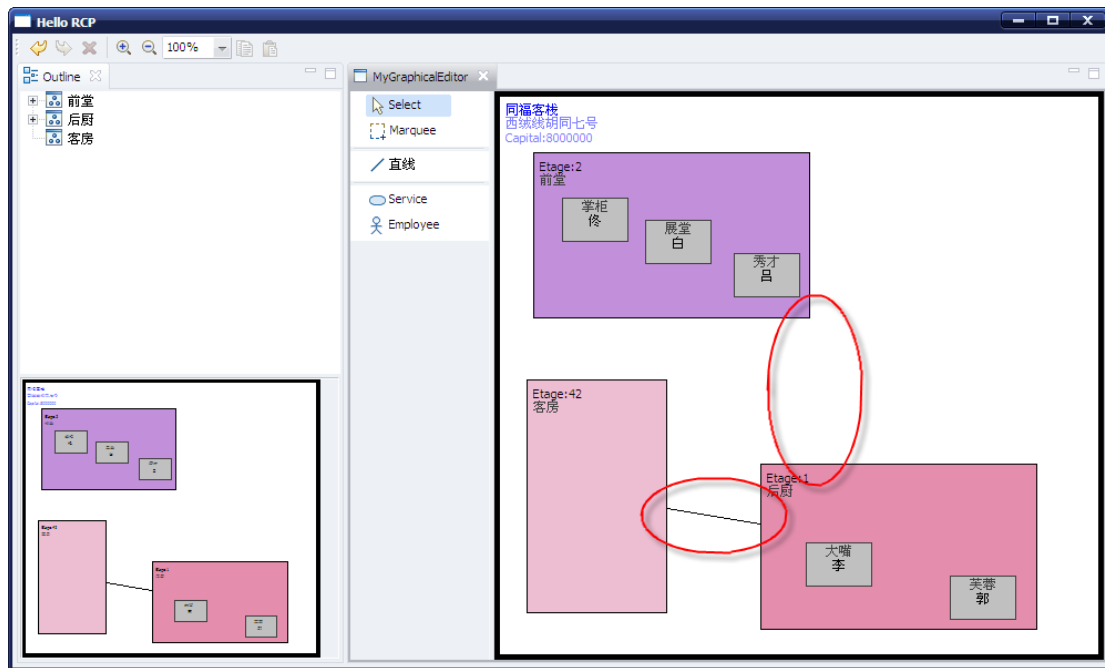 Hello RCP
100%
Outline
前堂
后厨
客房
MyGraphicalEditor
Select
Marquee
直线
Service
Employee
同福客栈
西绒线胡同七号
Capital:8000000
Etage:2
前堂
掌柜
佟
展堂
白
秀才
吕
Etage:42
客房
Etage:1
后厨
大嘴
李
芙蓉
郭